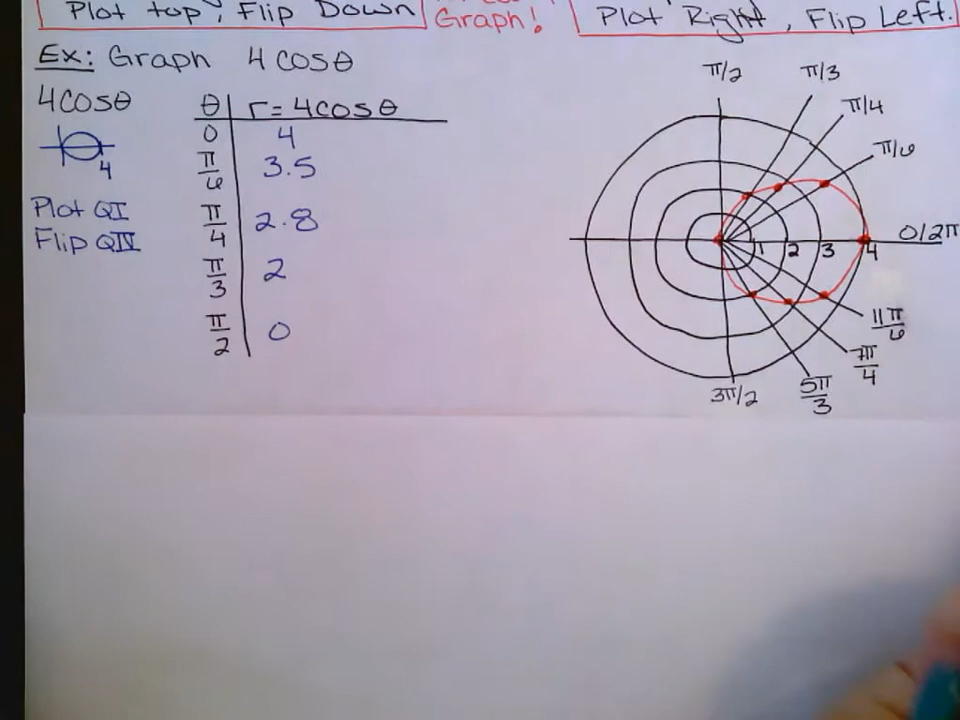 Plot top, Flip Down
Graph!
Plot Right, Flip Left.
Ex: Graph 4cosθ
4cosθ
4
Plot QI
Flip QIV
θ r = 4cosθ
0 4
π/6 3.5
π/4 2.8
π/3 2
π/2 0
π/2
π/3
π/4
π/6
0/2π
1 2 3 4
11π/6
7π/4
5π/3
3π/2